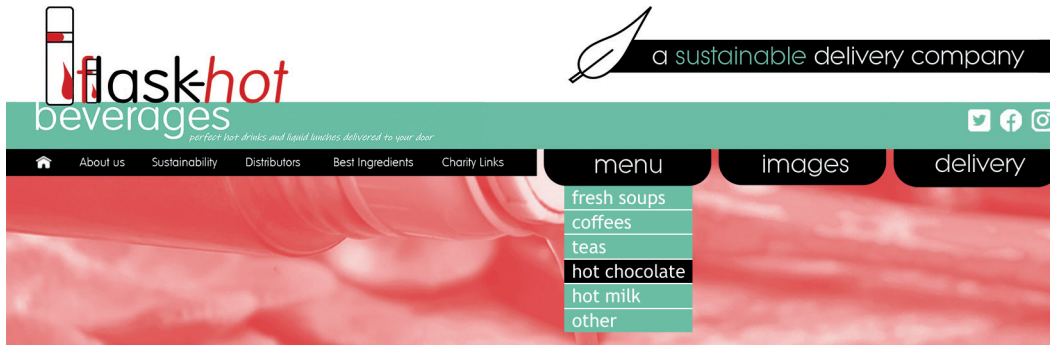 flask-hot
a sustainable delivery company
beverages
perfect hot drinks and liquid lunches delivered to your door
About us Sustainability Distributors Best Ingredients Charity Links
menu images delivery
fresh soups
coffees
teas
hot chocolate
hot milk
other